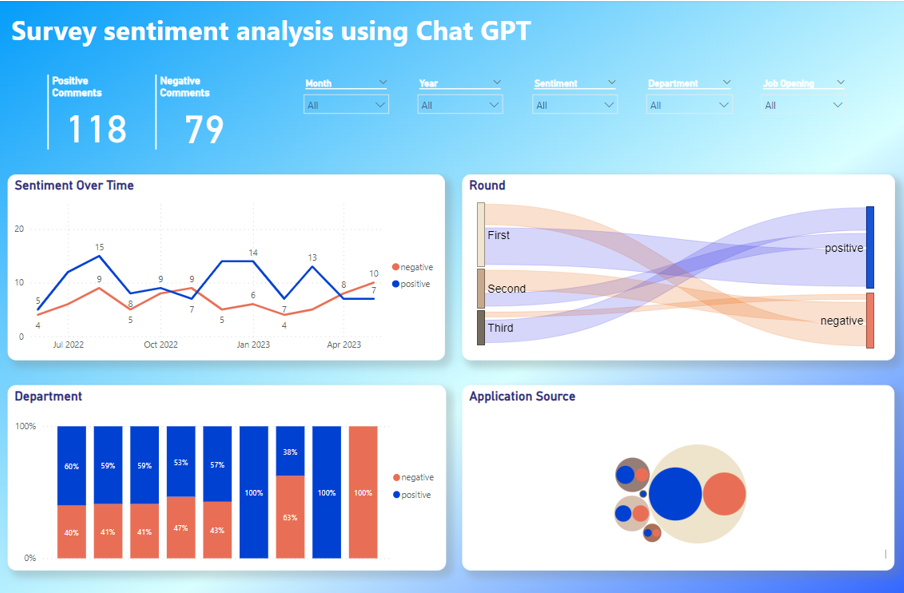 Survey sentiment analysis using Chat GPT
Positive
Comments
118
Negative
Comments
79
Month
All
Year
All
Sentiment
All
Department
All
Job Opening
All
Sentiment Over Time
20
10
0
5
4
15
9
8
5
9
9
7
14
5
6
13
7
4
8
10
7
Jul 2022
Oct 2022
Jan 2023
Apr 2023
negative
positive
Round
First
Second
Third
positive
negative
Department
100%
0%
60%
40%
59%
41%
59%
41%
53%
47%
57%
43%
100%
38%
63%
100%
100%
negative
positive
Application Source